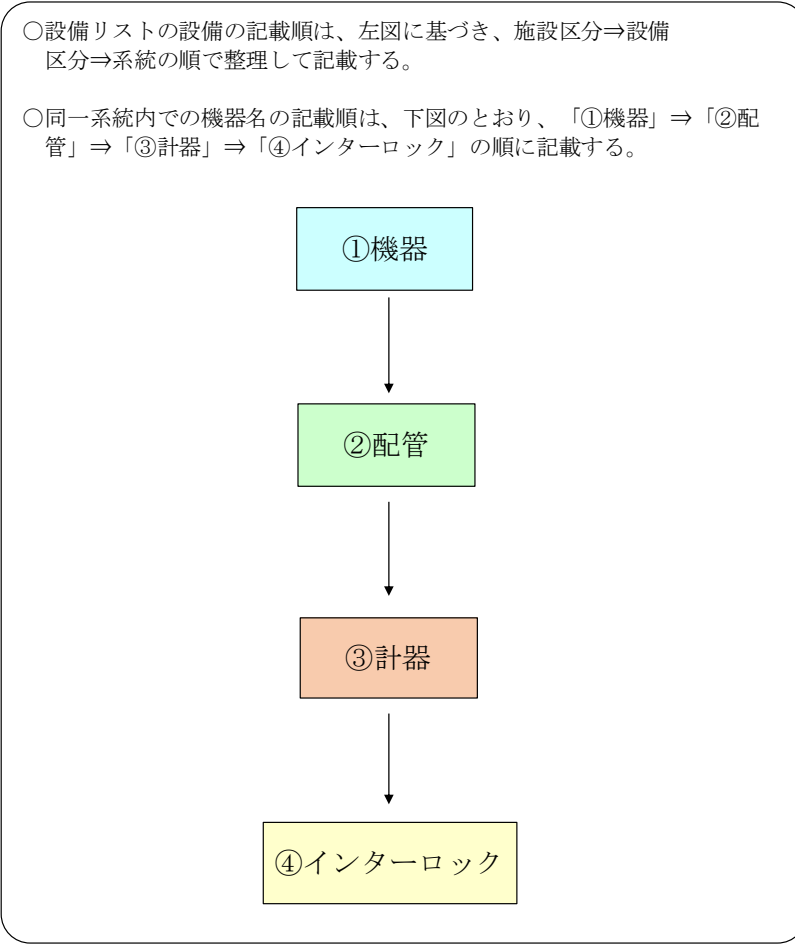 ○設備リストの設備の記載順は、左図に基づき、施設区分⇒設備
区分⇒系統の順で整理して記載する。
○同一系統内での機器名の記載順は、下図のとおり、「①機器」⇒「②配
管」⇒「③計器」⇒「④インターロック」の順に記載する。
①機器
②配管
③計器
④インターロック